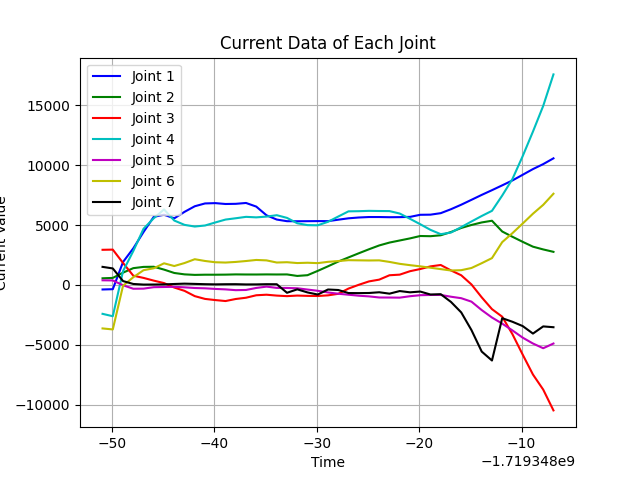 Current Data of Each Joint
Joint 1
Joint 2
Joint 3
Joint 4
Joint 5
Joint 6
Joint 7
15000
10000
5000
0
−5000
−10000
Current Value
−50
−40
−30
−20
−10
Time
−1.719348e9